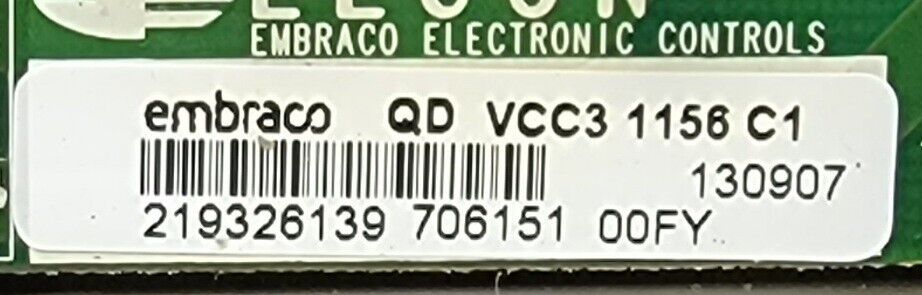 EMBRACO ELECTRONIC CONTROLS
embraco QD VCC3 1156 C1
130907
219326139 706151 00FY